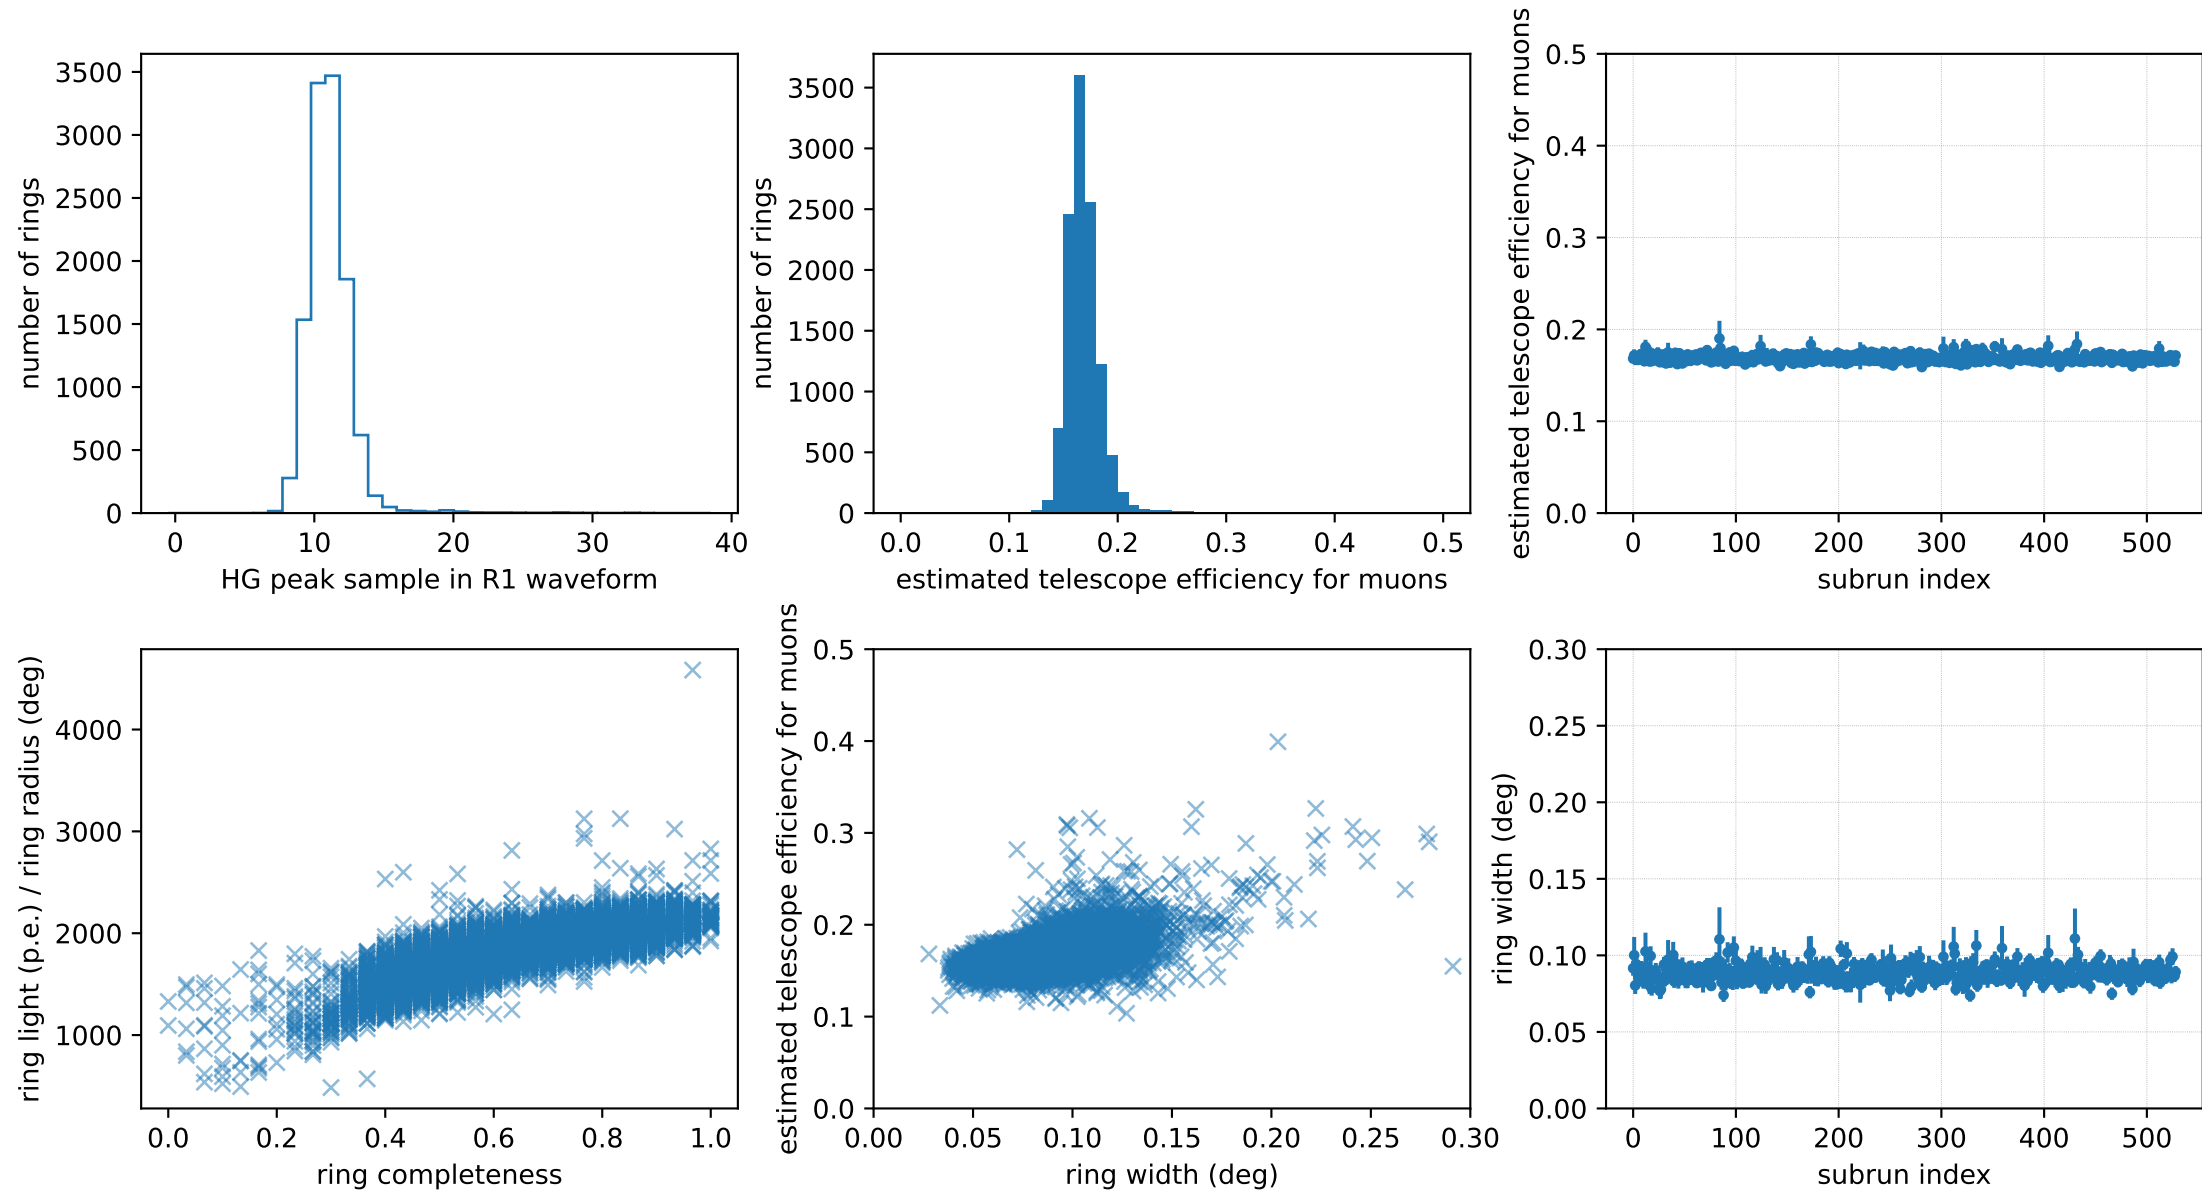 3500
3000
2500
2000
1500
1000
500
0
number of rings
0 10 20 30 40
HG peak sample in R1 waveform
3500
3000
2500
2000
1500
1000
500
0
number of rings
0.0 0.1 0.2 0.3 0.4 0.5
estimated telescope efficiency for muons
0.5
0.4
0.3
0.2
0.1
0.0
estimated telescope efficiency for muons
0 100 200 300 400 500
subrun index
4000
3000
2000
1000
ring light (p.e.) / ring radius (deg)
0.0 0.2 0.4 0.6 0.8 1.0
ring completeness
0.5
0.4
0.3
0.2
0.1
0.0
estimated telescope efficiency for muons
0.00 0.05 0.10 0.15 0.20 0.25 0.30
ring width (deg)
0.30
0.25
0.20
0.15
0.10
0.05
0.00
ring width (deg)
0 100 200 300 400 500
subrun index